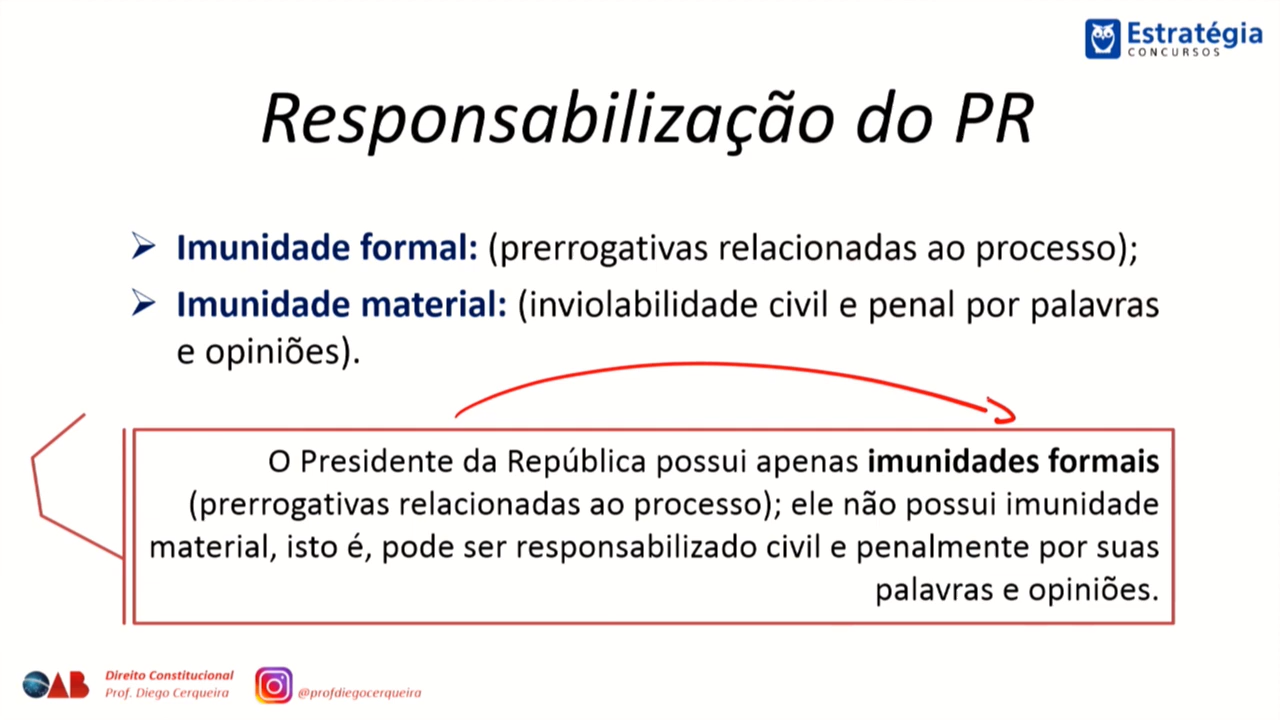 Estratégia
CONCURSOS
Responsabilização do PR
Imunidade formal: (prerrogativas relacionadas ao processo);
Imunidade material: (inviolabilidade civil e penal por palavras
e opiniões).
O Presidente da República possui apenas imunidades formais
(prerrogativas relacionadas ao processo); ele não possui imunidade
material, isto é, pode ser responsabilizado civil e penalmente por suas
palavras e opiniões.
OAB
Direito Constitucional
Prof. Diego Cerqueira
@profdiegocerqueira